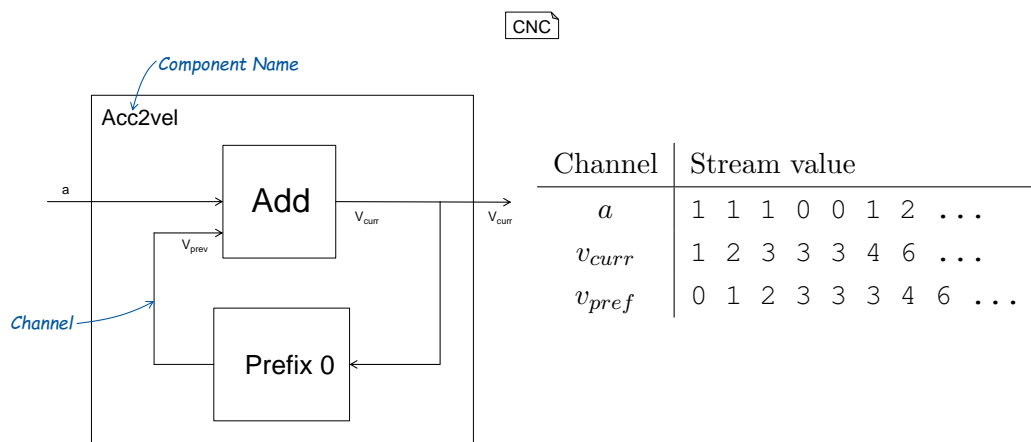 CNC
Component Name
Acc2vel
a
Add
V_curr
V_curr
V_prev
Channel
Prefix 0
Channel Stream value
a 1 1 1 0 0 1 2 ...
v_curr 1 2 3 3 3 4 6 ...
v_pref 0 1 2 3 3 3 4 6 ...